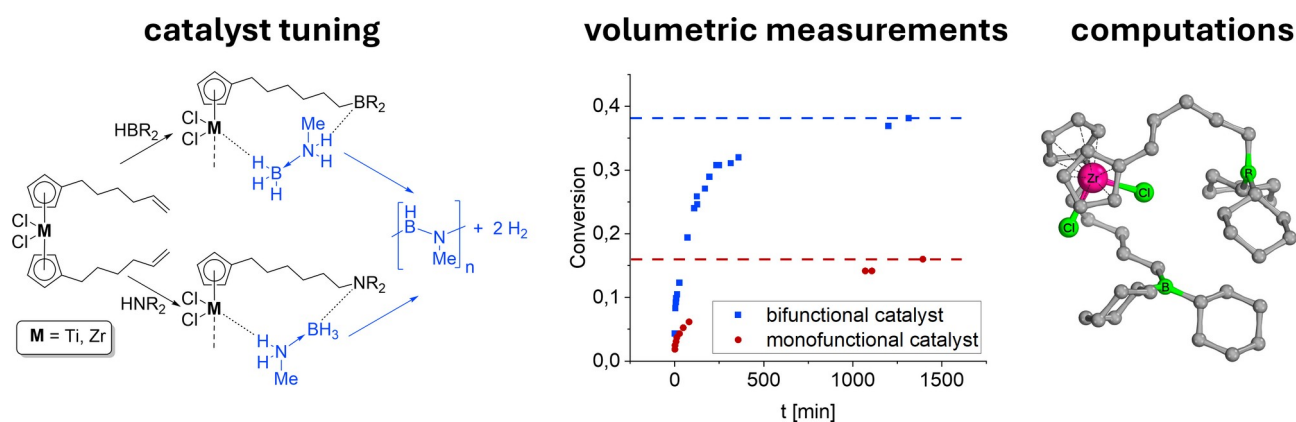 catalyst tuning
Cl
Cl
M
HBR2
HNR2
M = Ti, Zr
Cl
Cl
M
BR2
Me
N
H
H
H
B
H
H
Cl
Cl
M
NR2
H
BH3
H
N
Me
H
B
N
Me
n
+ 2 H2
volumetric measurements
Conversion
0,4
0,3
0,2
0,1
0,0
bifunctional catalyst
monofunctional catalyst
0
500
1000
1500
t [min]
computations
Zr
Cl
Cl
B
B